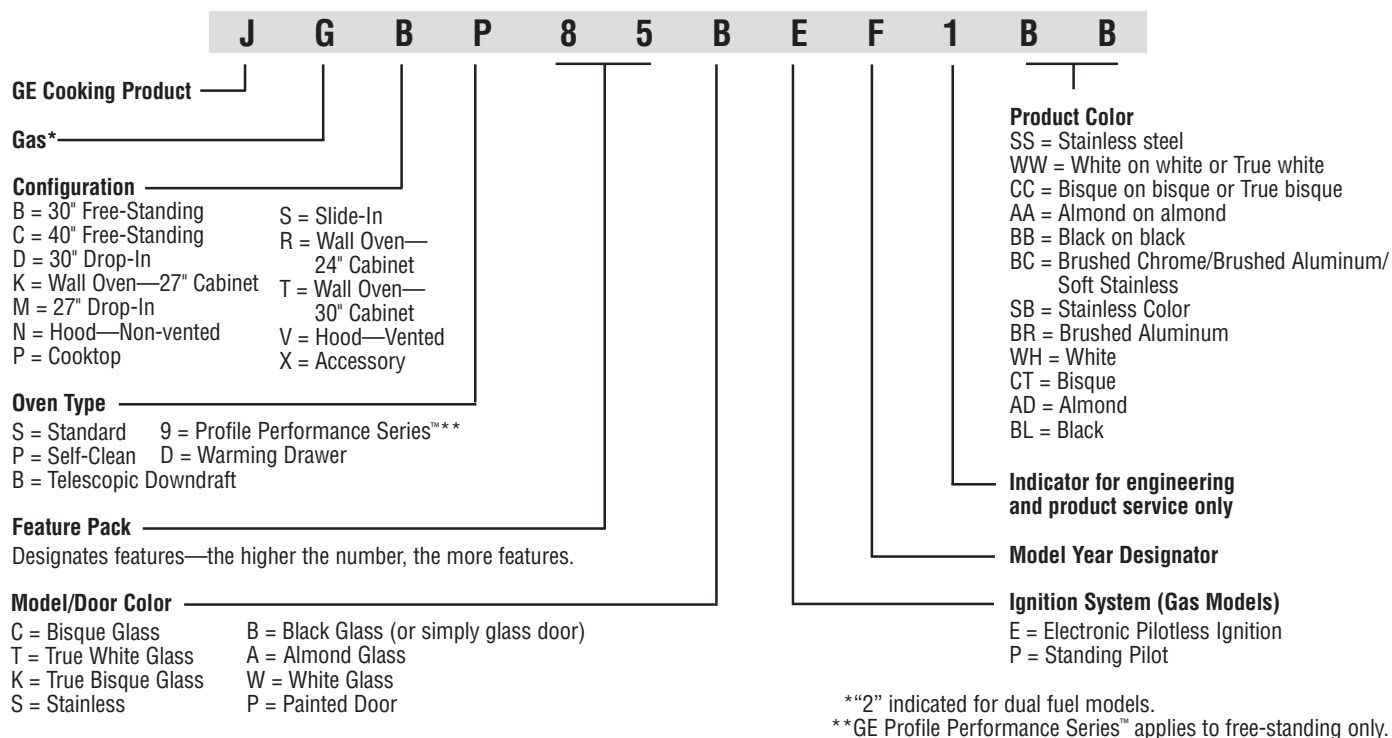 J G B P 8 5 B E F 1 B B
GE Cooking Product
Gas*
Configuration
B = 30" Free-Standing
C = 40" Free-Standing
D = 30" Drop-In
K = Wall Oven—27" Cabinet
M = 27" Drop-In
N = Hood—Non-vented
P = Cooktop
S = Slide-In
R = Wall Oven—
24" Cabinet
T = Wall Oven—
30" Cabinet
V = Hood—Vented
X = Accessory
Oven Type
S = Standard
P = Self-Clean
B = Telescopic Downdraft
9 = Profile Performance Series™**
D = Warming Drawer
Feature Pack
Designates features—the higher the number, the more features.
Model/Door Color
C = Bisque Glass
T = True White Glass
K = True Bisque Glass
S = Stainless
B = Black Glass (or simply glass door)
A = Almond Glass
W = White Glass
P = Painted Door
Product Color
SS = Stainless steel
WW = White on white or True white
CC = Bisque on bisque or True bisque
AA = Almond on almond
BB = Black on black
BC = Brushed Chrome/Brushed Aluminum/
Soft Stainless
SB = Stainless Color
BR = Brushed Aluminum
WH = White
CT = Bisque
AD = Almond
BL = Black
Indicator for engineering
and product service only
Model Year Designator
Ignition System (Gas Models)
E = Electronic Pilotless Ignition
P = Standing Pilot
*“2” indicated for dual fuel models.
**GE Profile Performance Series™ applies to free-standing only.